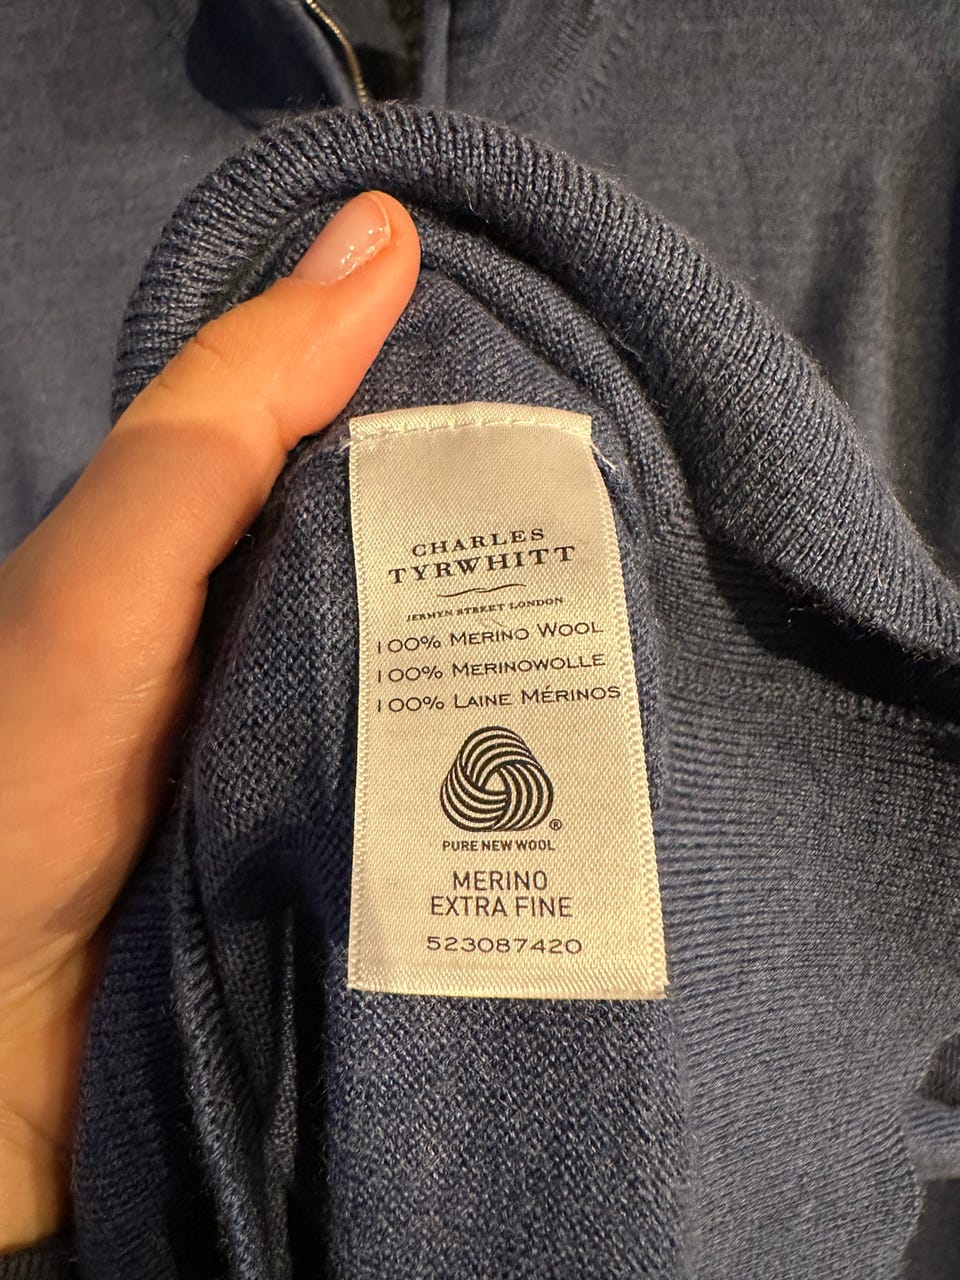 CHARLES
TYRWHITT
JERMYN STREET LONDON
100% MERINO WOOL
100% MERINOWOLLE
100% LAINE MÉRINOS
®
PURE NEW WOOL
MERINO
EXTRA FINE
523087420